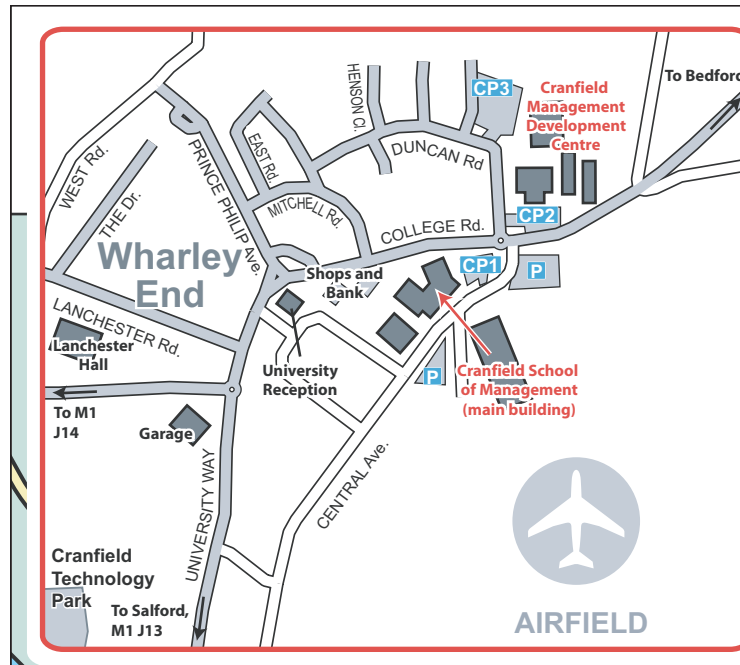 To Bedford
CP3
Cranfield
Management
Development
Centre
HENSON Cl.
DUNCAN Rd
EAST Rd.
PRINCE PHILIP Ave.
WEST Rd.
THE Dr.
MITCHELL Rd.
COLLEGE Rd.
CP2
Wharley
End
Shops and
Bank
CP1
P
LANCHESTER Rd.
Lanchester
Hall
University
Reception
P
Cranfield School
of Management
(main building)
To M1
J14
Garage
CENTRAL Ave.
UNIVERSITY WAY
Cranfield
Technology
Park
To Salford,
M1 J13
AIRFIELD